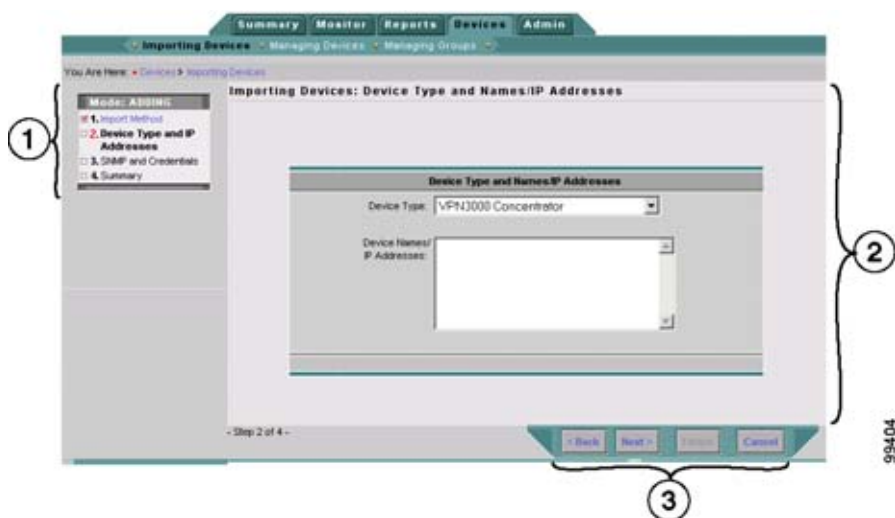 Summary Monitor Reports Devices Admin
Importing Devices Managing Devices Managing Groups
You Are Here: Devices > Importing Devices
1
Mode: ADDING
1. Import Method
2. Device Type and IP
Addresses
3. SNMP and Credentials
4. Summary
Importing Devices: Device Type and Names/IP Addresses
Device Type and Names/IP Addresses
Device Type: VPN3000 Concentrator
Device Names/
IP Addresses:
2
- Step 2 of 4 -
< Back Next > Cancel
3
99404